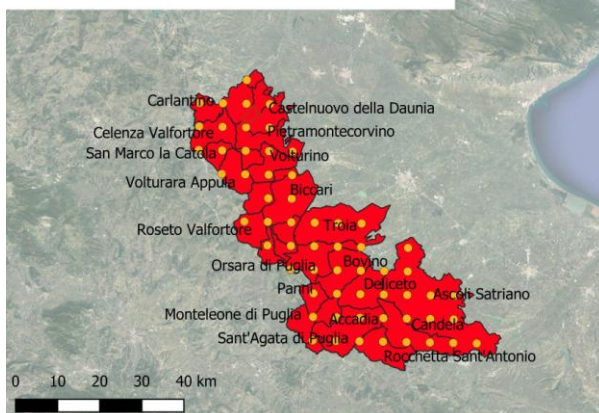 Carlantino
Castelnuovo della Daunia
Celenza Valfortore
Pietramontecorvino
San Marco la Catola
Volturino
Volturara Appula
Biccari
Roseto Valfortore
Troia
Orsara di Puglia
Bovino
Panni
Deliceto
Ascoli Satriano
Monteleone di Puglia
Accadia
Candela
Sant'Agata di Puglia
Rocchetta Sant'Antonio
0 10 20 30 40 km